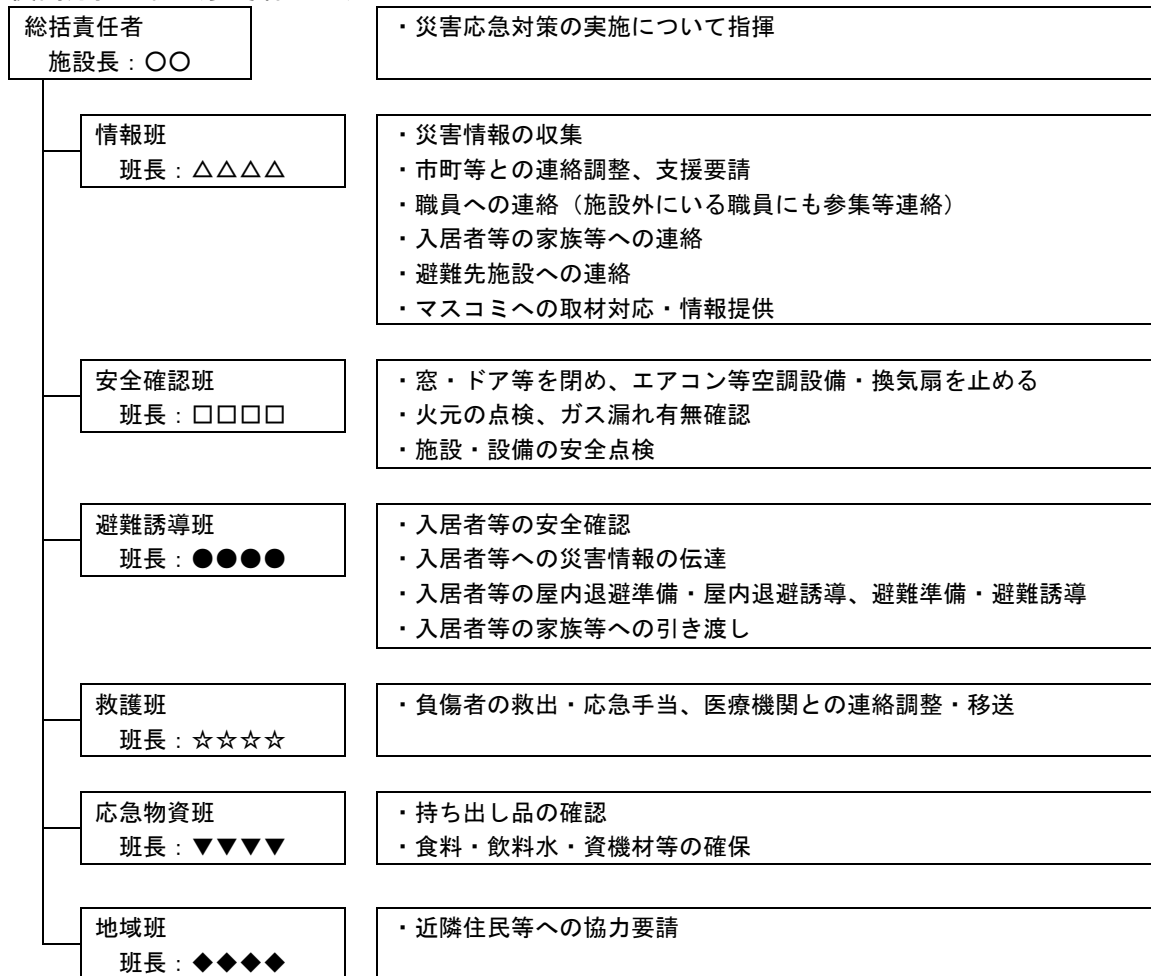 総括責任者
施設長：○○
・災害応急対策の実施について指揮
情報班
班長：△△△△
・災害情報の収集
・市町等との連絡調整、支援要請
・職員への連絡（施設外にいる職員にも参集等連絡）
・入居者等の家族等への連絡
・避難先施設への連絡
・マスコミへの取材対応・情報提供
安全確認班
班長：□□□□
・窓・ドア等を閉め、エアコン等空調設備・換気扇を止める
・火元の点検、ガス漏れ有無確認
・施設・設備の安全点検
避難誘導班
班長：●●●●
・入居者等の安全確認
・入居者等への災害情報の伝達
・入居者等の屋内退避準備・屋内退避誘導、避難準備・避難誘導
・入居者等の家族等への引き渡し
救護班
班長：☆☆☆☆
・負傷者の救出・応急手当、医療機関との連絡調整・移送
応急物資班
班長：▼▼▼▼
・持ち出し品の確認
・食料・飲料水・資機材等の確保
地域班
班長：◆◆◆◆
・近隣住民等への協力要請